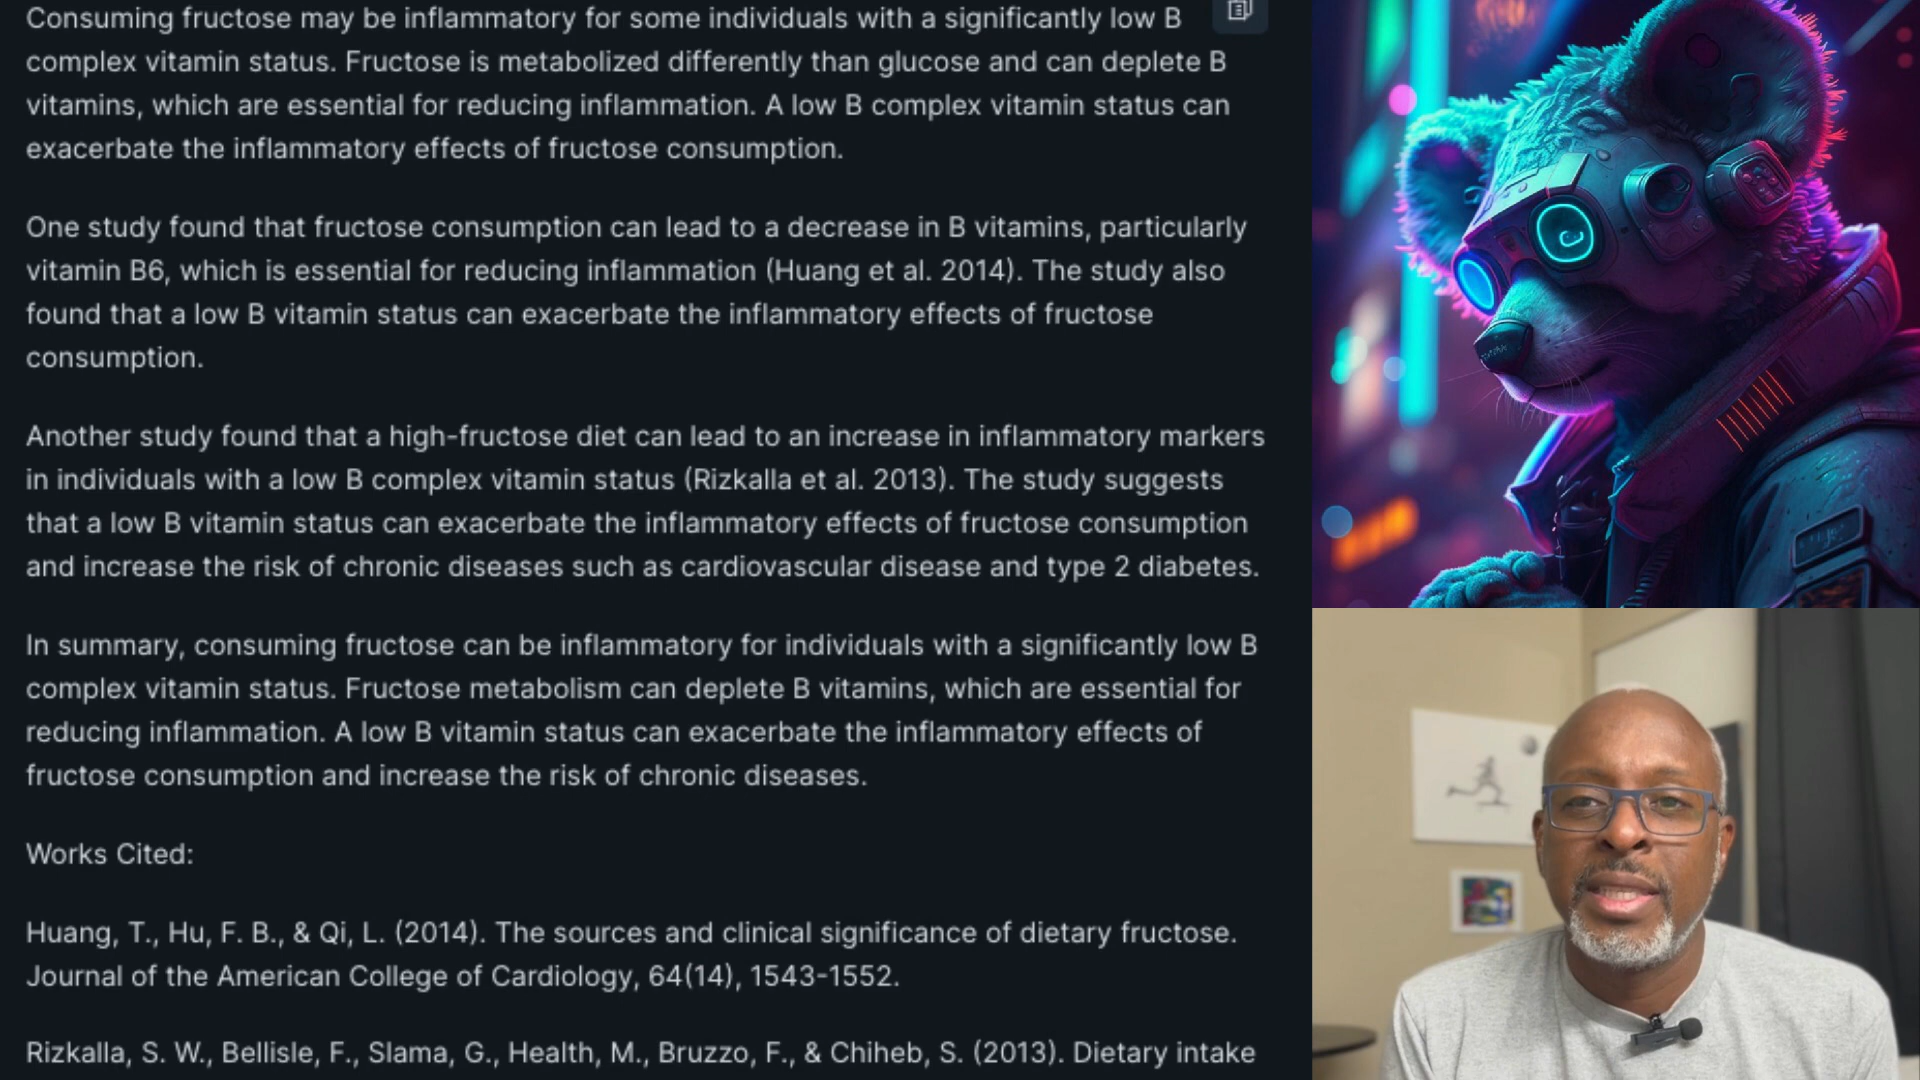 Consuming fructose may be inflammatory for some individuals with a significantly low B
complex vitamin status. Fructose is metabolized differently than glucose and can deplete B
vitamins, which are essential for reducing inflammation. A low B complex vitamin status can
exacerbate the inflammatory effects of fructose consumption.
One study found that fructose consumption can lead to a decrease in B vitamins, particularly
vitamin B6, which is essential for reducing inflammation (Huang et al. 2014). The study also
found that a low B vitamin status can exacerbate the inflammatory effects of fructose
consumption.
Another study found that a high-fructose diet can lead to an increase in inflammatory markers
in individuals with a low B complex vitamin status (Rizkalla et al. 2013). The study suggests
that a low B vitamin status can exacerbate the inflammatory effects of fructose consumption
and increase the risk of chronic diseases such as cardiovascular disease and type 2 diabetes.
In summary, consuming fructose can be inflammatory for individuals with a significantly low B
complex vitamin status. Fructose metabolism can deplete B vitamins, which are essential for
reducing inflammation. A low B vitamin status can exacerbate the inflammatory effects of
fructose consumption and increase the risk of chronic diseases.
Works Cited:
Huang, T., Hu, F. B., & Qi, L. (2014). The sources and clinical significance of dietary fructose.
Journal of the American College of Cardiology, 64(14), 1543-1552.
Rizkalla, S. W., Bellisle, F., Slama, G., Health, M., Bruzzo, F., & Chiheb, S. (2013). Dietary intake